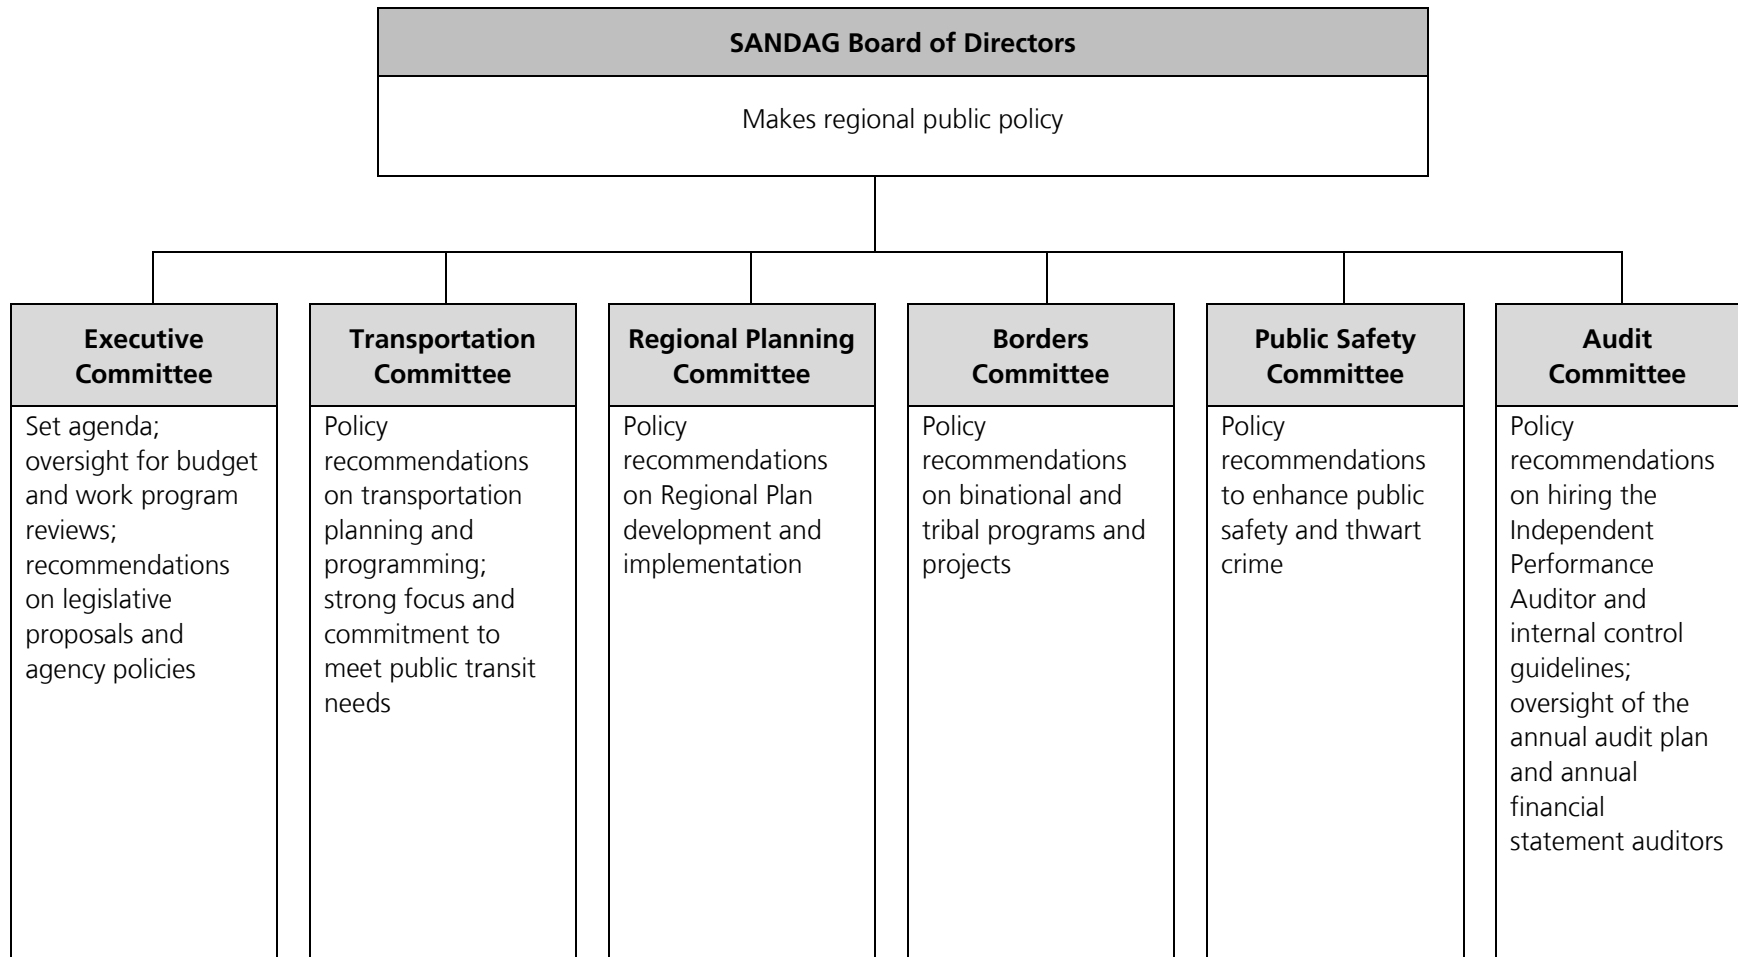 SANDAG Board of Directors
Makes regional public policy
Executive
Committee
Set agenda;
oversight for budget
and work program
reviews;
recommendations
on legislative
proposals and
agency policies
Transportation
Committee
Policy
recommendations
on transportation
planning and
programming;
strong focus and
commitment to
meet public transit
needs
Regional Planning
Committee
Policy
recommendations
on Regional Plan
development and
implementation
Borders
Committee
Policy
recommendations
on binational and
tribal programs and
projects
Public Safety
Committee
Policy
recommendations
to enhance public
safety and thwart
crime
Audit
Committee
Policy
recommendations
on hiring the
Independent
Performance
Auditor and
internal control
guidelines;
oversight of the
annual audit plan
and annual
financial
statement auditors